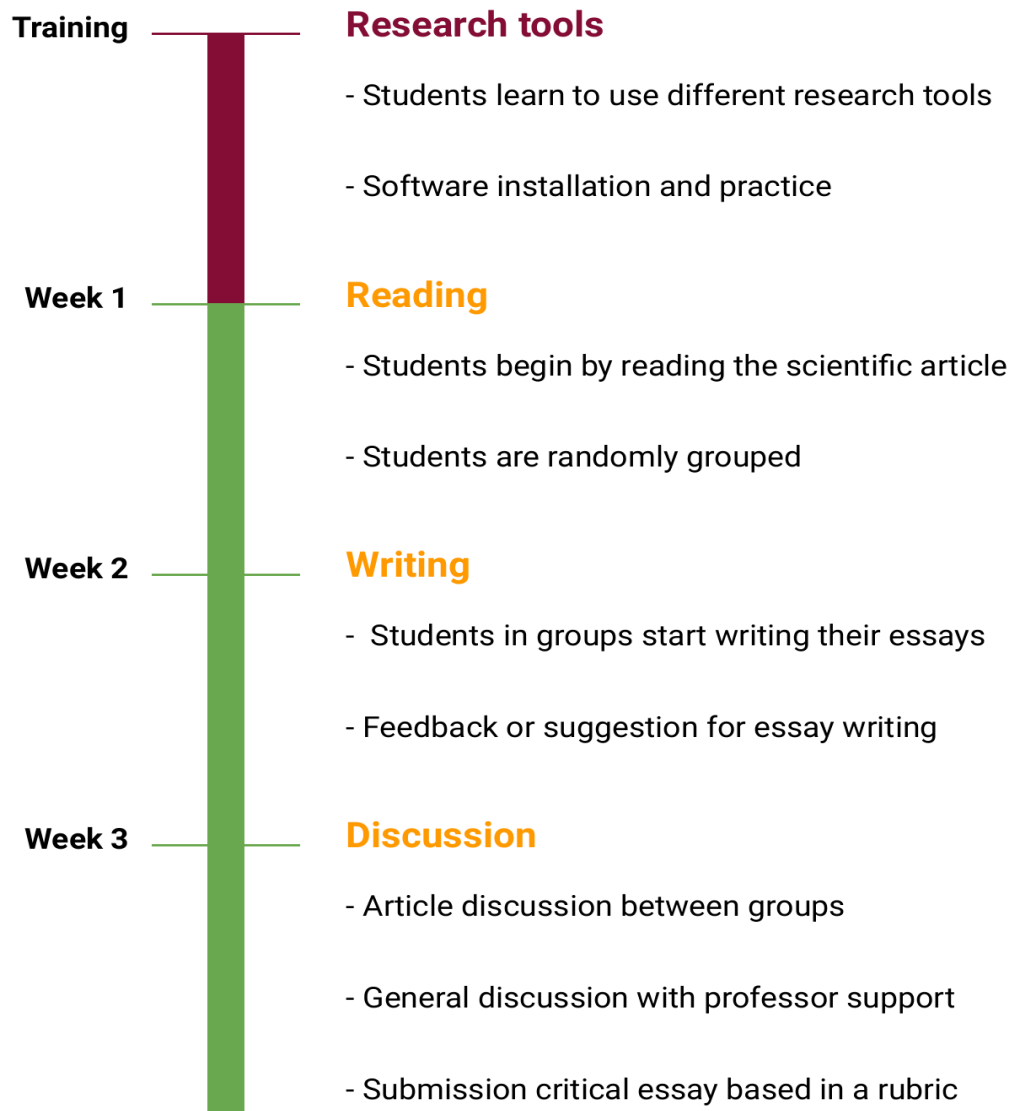 Training
Research tools
- Students learn to use different research tools
- Software installation and practice
Week 1
Reading
- Students begin by reading the scientific article
- Students are randomly grouped
Week 2
Writing
-  Students in groups start writing their essays
- Feedback or suggestion for essay writing
Week 3
Discussion
- Article discussion between groups
- General discussion with professor support
- Submission critical essay based in a rubric